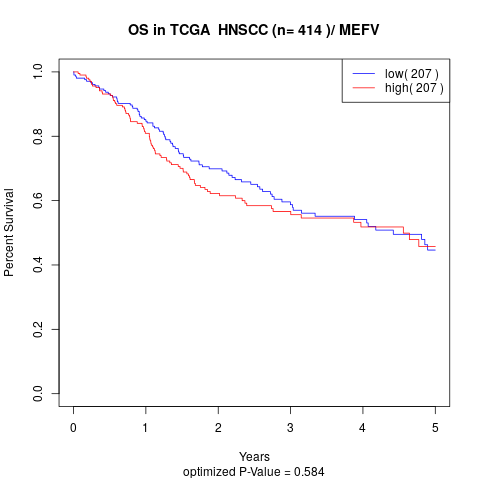 OS in TCGA  HNSCC (n= 414 )/ MEFV
low( 207 )
high( 207 )
Percent Survival
1.0
0.8
0.6
0.4
0.2
0.0
0 1 2 3 4 5
Years
optimized P-Value = 0.584